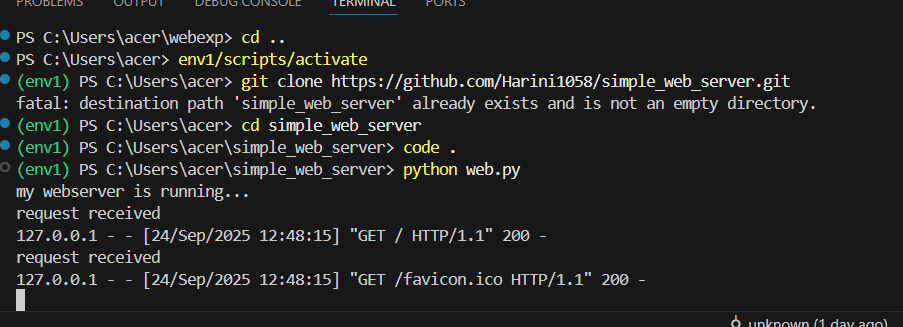 PROBLEMS OUTPUT DEBUG CONSOLE TERMINAL PORTS
PS C:\Users\acer\webexp> cd ..
PS C:\Users\acer> env1/scripts/activate
(env1) PS C:\Users\acer> git clone https://github.com/Harini1058/simple_web_server.git
fatal: destination path 'simple_web_server' already exists and is not an empty directory.
(env1) PS C:\Users\acer> cd simple_web_server
(env1) PS C:\Users\acer\simple_web_server> code .
(env1) PS C:\Users\acer\simple_web_server> python web.py
my webserver is running...
request received
127.0.0.1 - - [24/Sep/2025 12:48:15] "GET / HTTP/1.1" 200 -
request received
127.0.0.1 - - [24/Sep/2025 12:48:15] "GET /favicon.ico HTTP/1.1" 200 -
unknown (1 day ago)